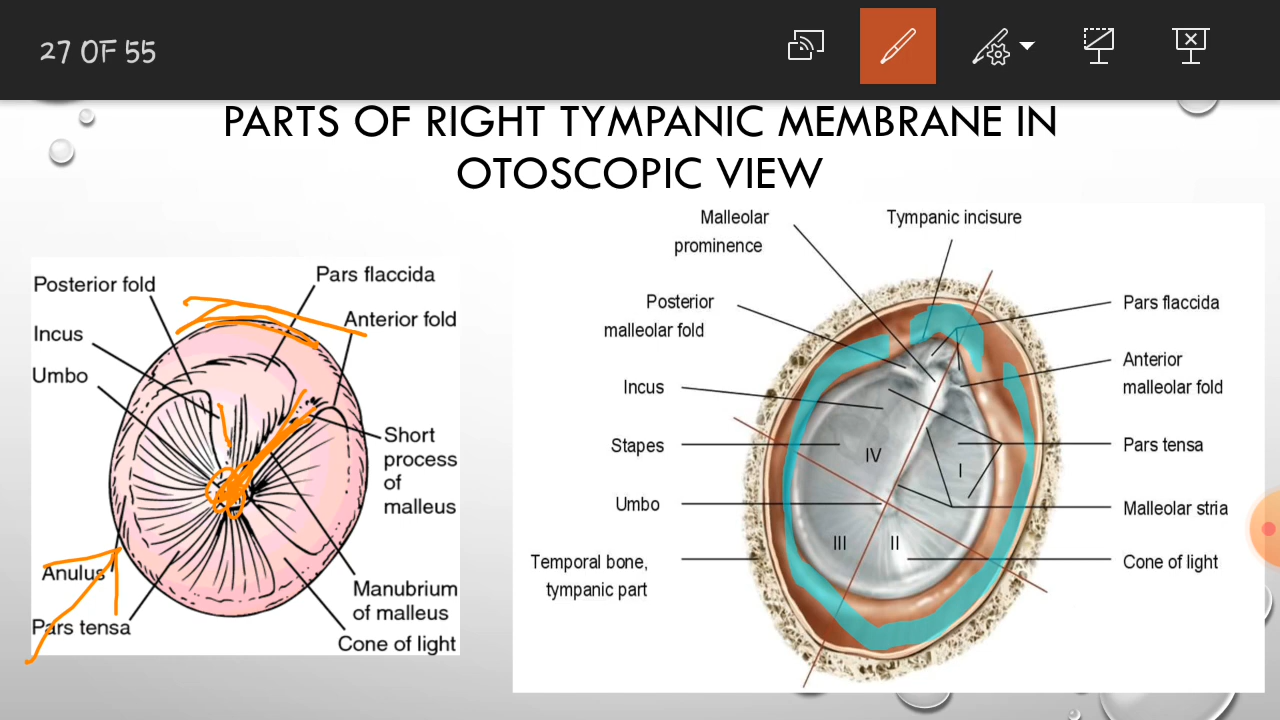 27 OF 55
PARTS OF RIGHT TYMPANIC MEMBRANE IN
OTOSCOPIC VIEW
Posterior fold
Incus
Umbo
Anulus
Pars tensa
Pars flaccida
Anterior fold
Short
process
of
malleus
Manubrium
of malleus
Cone of light
Malleolar
prominence
Tympanic incisure
Posterior
malleolar fold
Incus
Stapes
Umbo
Temporal bone,
tympanic part
Pars flaccida
Anterior
malleolar fold
Pars tensa
Malleolar stria
Cone of light
IV
I
III
II